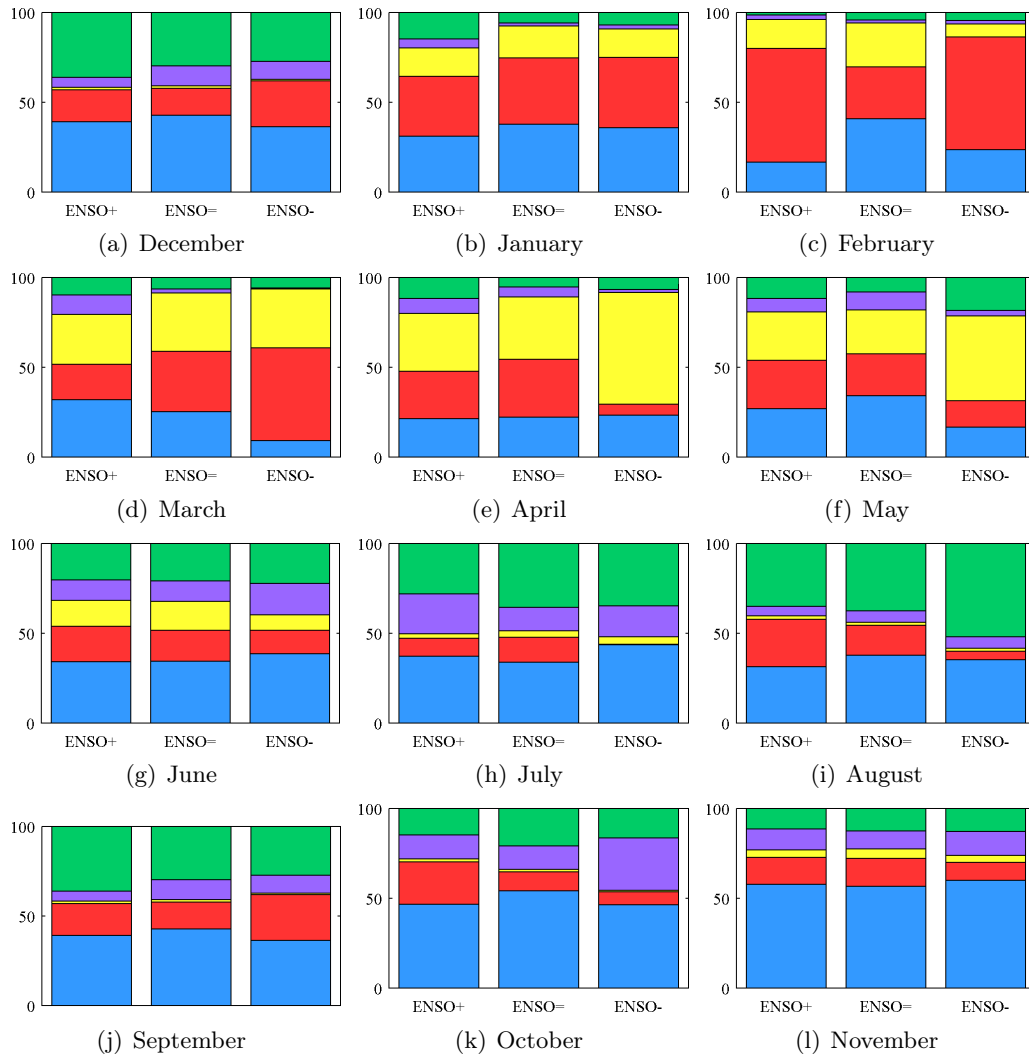 100 100 100
50 50 50
0 0 0
ENSO+ ENSO= ENSO- ENSO+ ENSO= ENSO- ENSO+ ENSO= ENSO-
(a) December (b) January (c) February
100 100 100
50 50 50
0 0 0
ENSO+ ENSO= ENSO- ENSO+ ENSO= ENSO- ENSO+ ENSO= ENSO-
(d) March (e) April (f) May
100 100 100
50 50 50
0 0 0
ENSO+ ENSO= ENSO- ENSO+ ENSO= ENSO- ENSO+ ENSO= ENSO-
(g) June (h) July (i) August
100 100 100
50 50 50
0 0 0
ENSO+ ENSO= ENSO- ENSO+ ENSO= ENSO-
(j) September (k) October (l) November